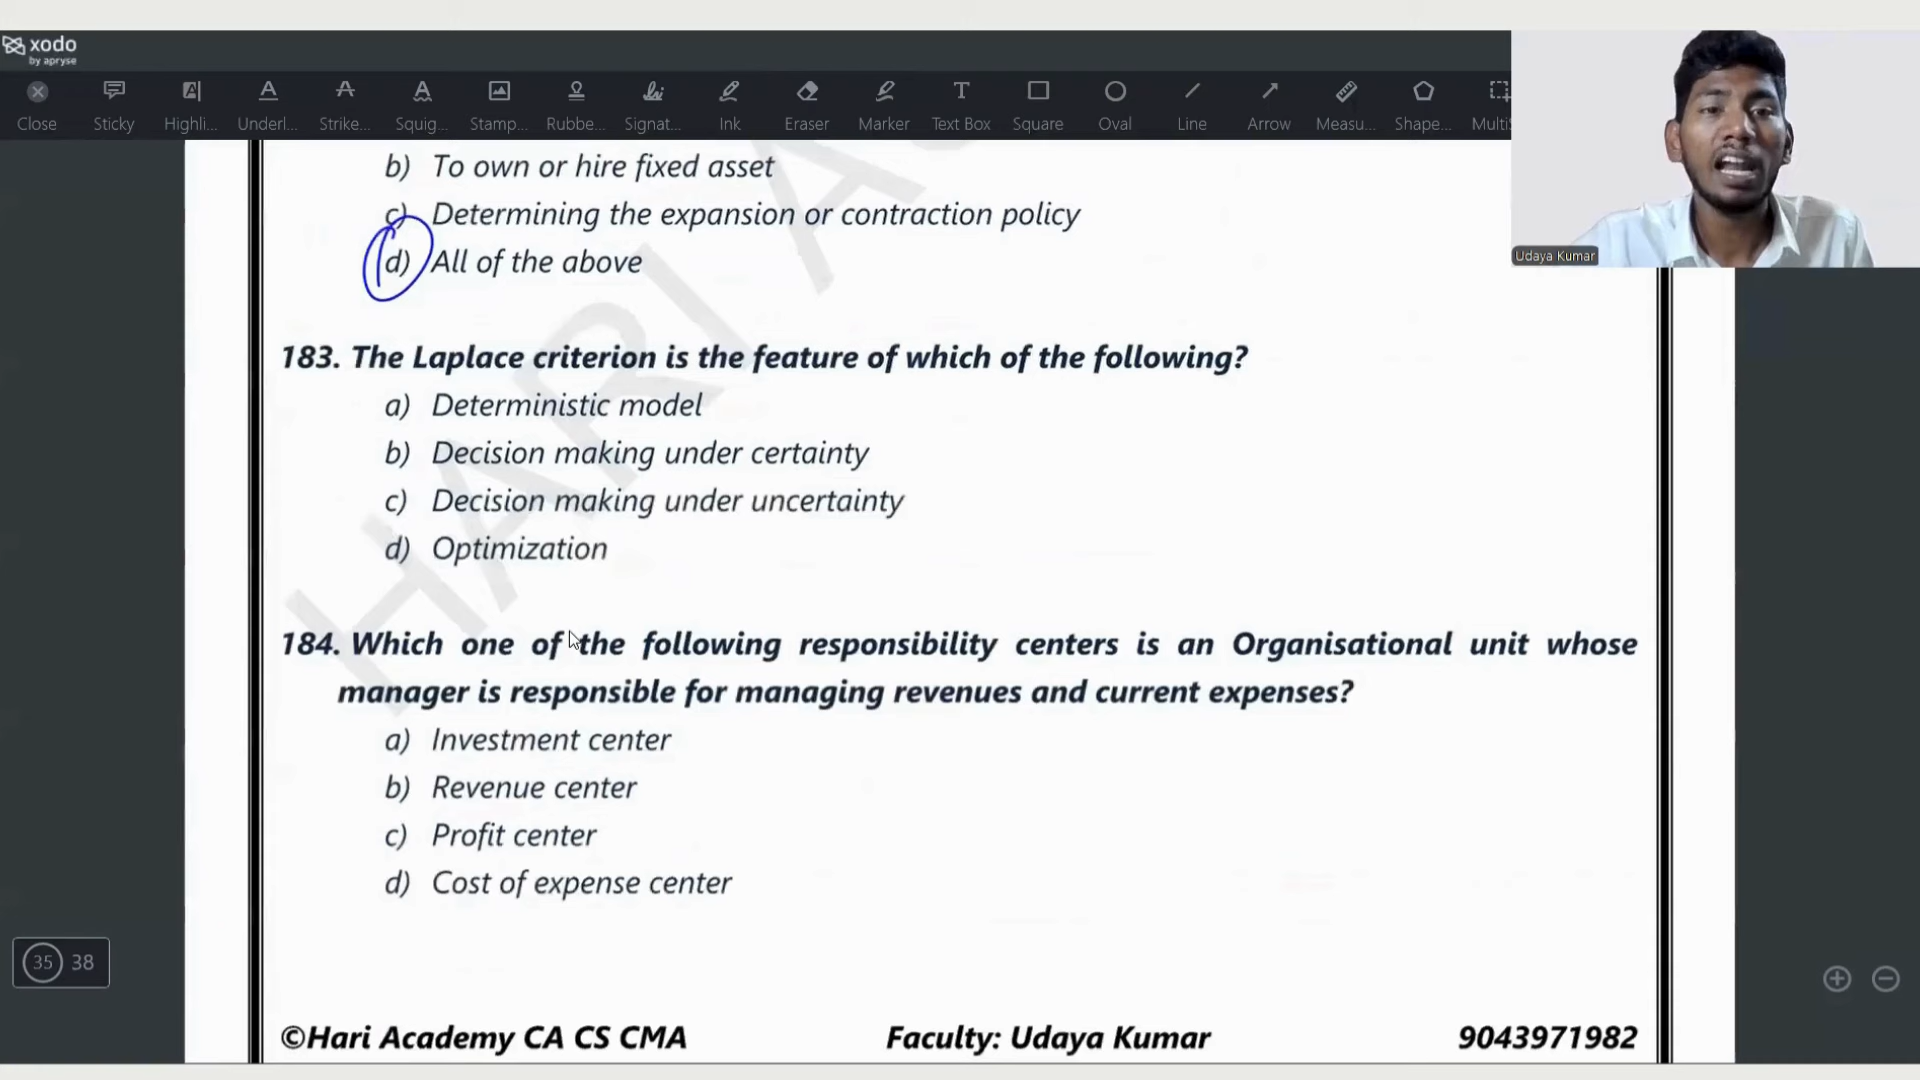 xodo
by apryse
Close Sticky Highli... Underl... Strike... Squig... Stamp... Rubbe... Signat... Ink Eraser Marker Text Box Square Oval Line Arrow Measu... Shape... MultiS
b) To own or hire fixed asset
c) Determining the expansion or contraction policy
d) All of the above
183. The Laplace criterion is the feature of which of the following?
a) Deterministic model
b) Decision making under certainty
c) Decision making under uncertainty
d) Optimization
184. Which one of the following responsibility centers is an Organisational unit whose
manager is responsible for managing revenues and current expenses?
a) Investment center
b) Revenue center
c) Profit center
d) Cost of expense center
©Hari Academy CA CS CMA Faculty: Udaya Kumar 9043971982
35 38
Udaya Kumar
HARI A